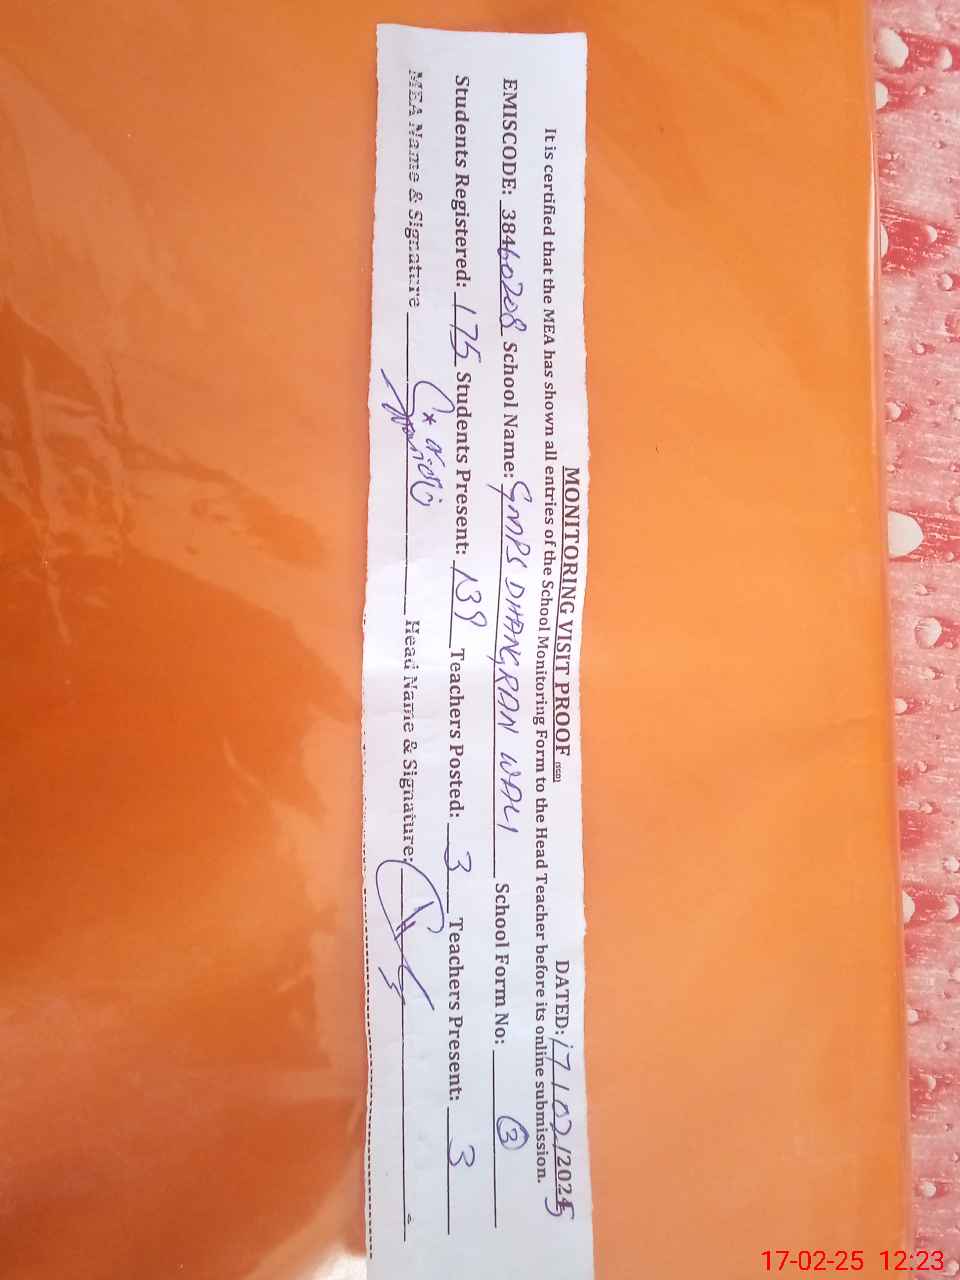 MONITORING VISIT PROOF (SED) DATED: 17/02/2025
It is certified that the MEA has shown all entries of the School Monitoring Form to the Head Teacher before its online submission.
EMISCODE: 38460208 School Name: GMPS DHANGRAN WALI School Form No: 3
Students Registered: 175 Students Present: 139 Teachers Posted: 3 Teachers Present: 3
MEA Name & Signature Head Name & Signature:
17-02-25 12:23